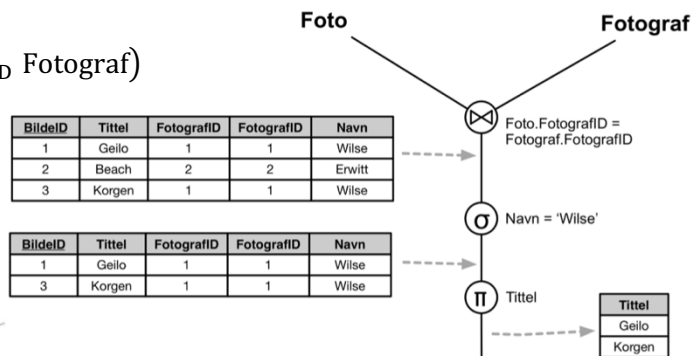 Foto
Fotograf
D Fotograf)
BildeID Tittel FotografID FotografID Navn
1 Geilo 1 1 Wilse
2 Beach 2 2 Erwitt
3 Korgen 1 1 Wilse
⋈ Foto.FotografID =
Fotograf.FotografID
σ Navn = ‘Wilse’
BildeID Tittel FotografID FotografID Navn
1 Geilo 1 1 Wilse
3 Korgen 1 1 Wilse
π Tittel
Tittel
Geilo
Korgen